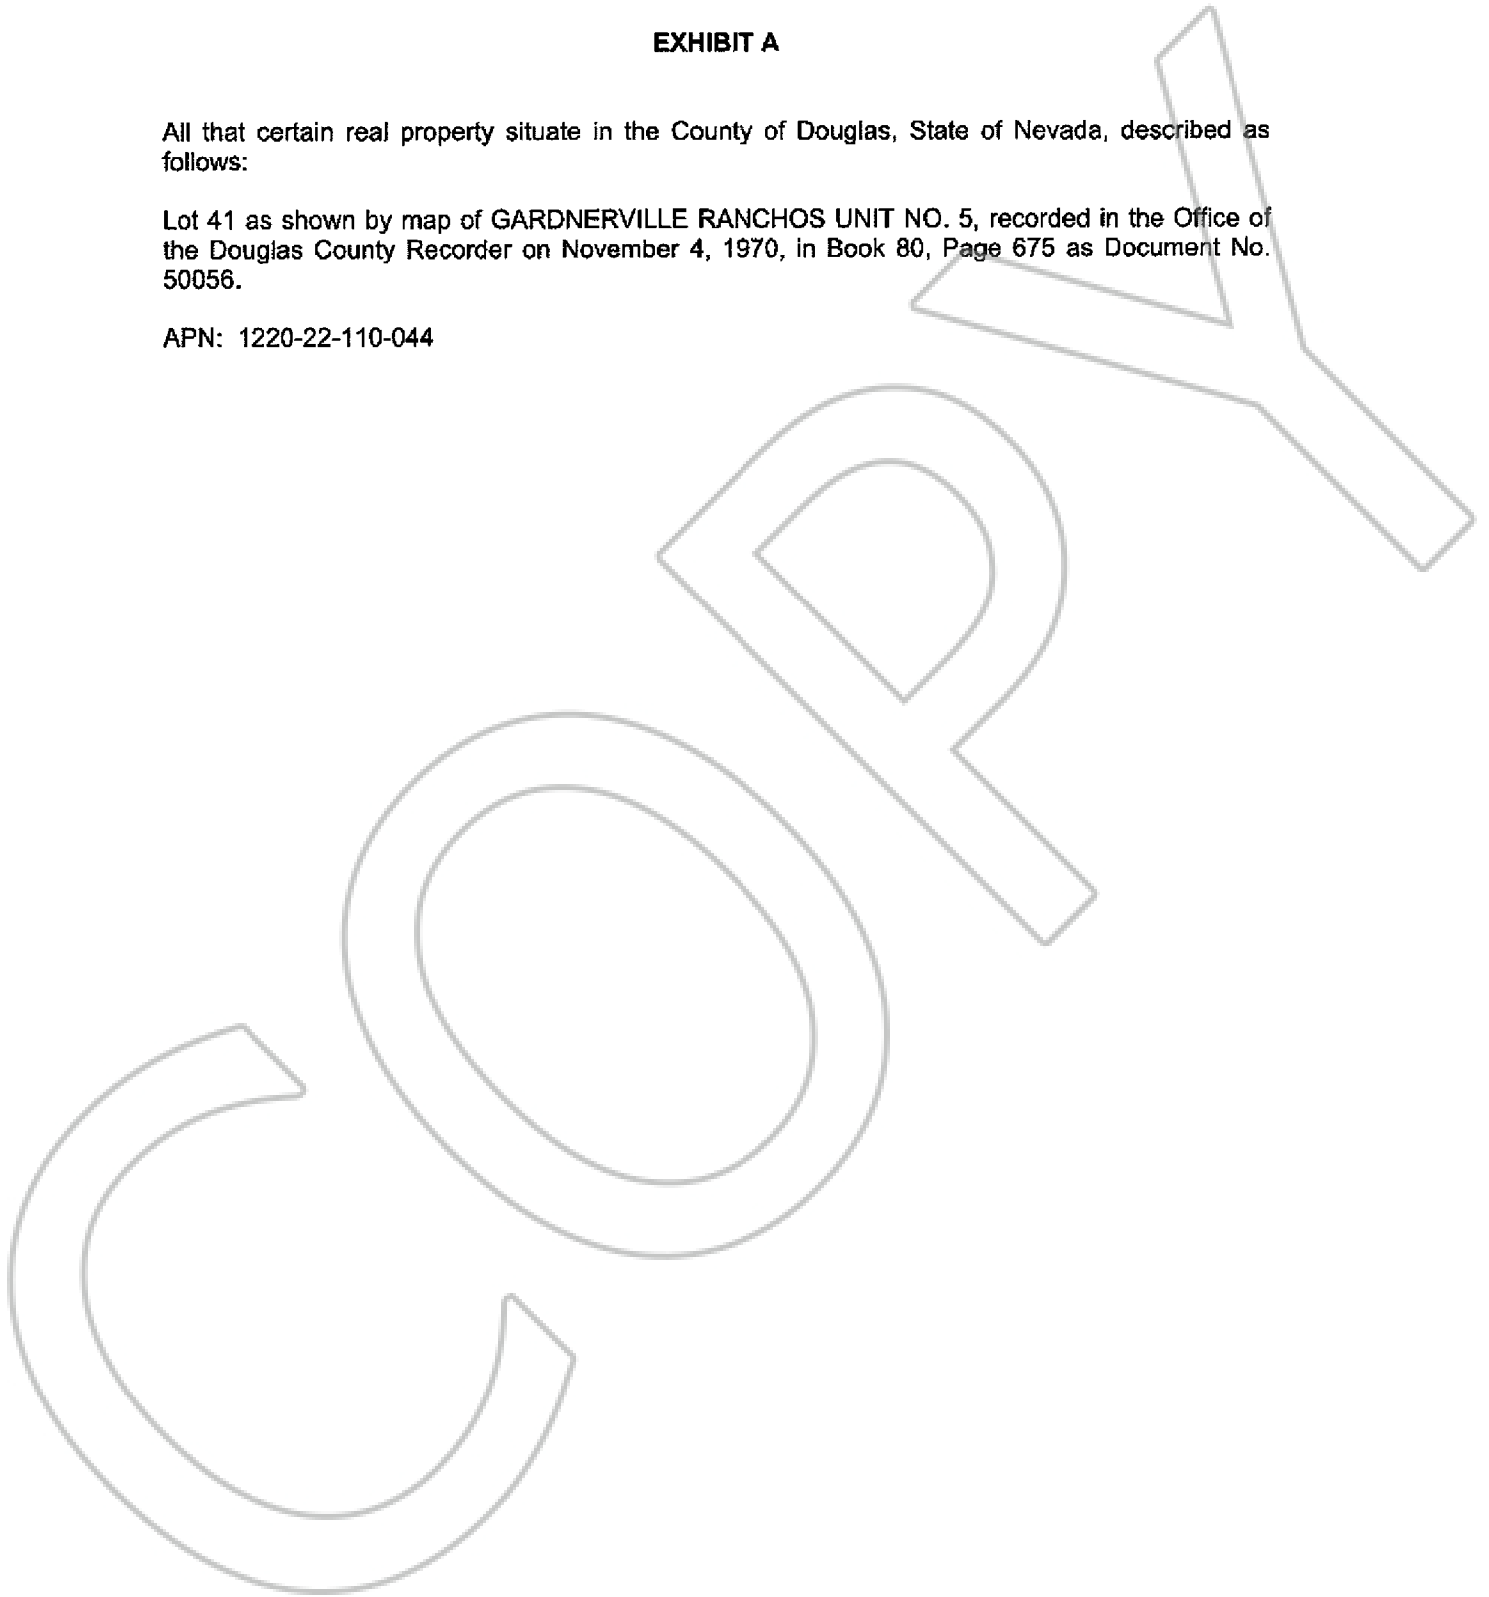 EXHIBIT A
All that certain real property situate in the County of Douglas, State of Nevada, described as
follows:
Lot 41 as shown by map of GARDNERVILLE RANCHOS UNIT NO. 5, recorded in the Office of
the Douglas County Recorder on November 4, 1970, in Book 80, Page 675 as Document No.
50056.
APN: 1220-22-110-044
COPY